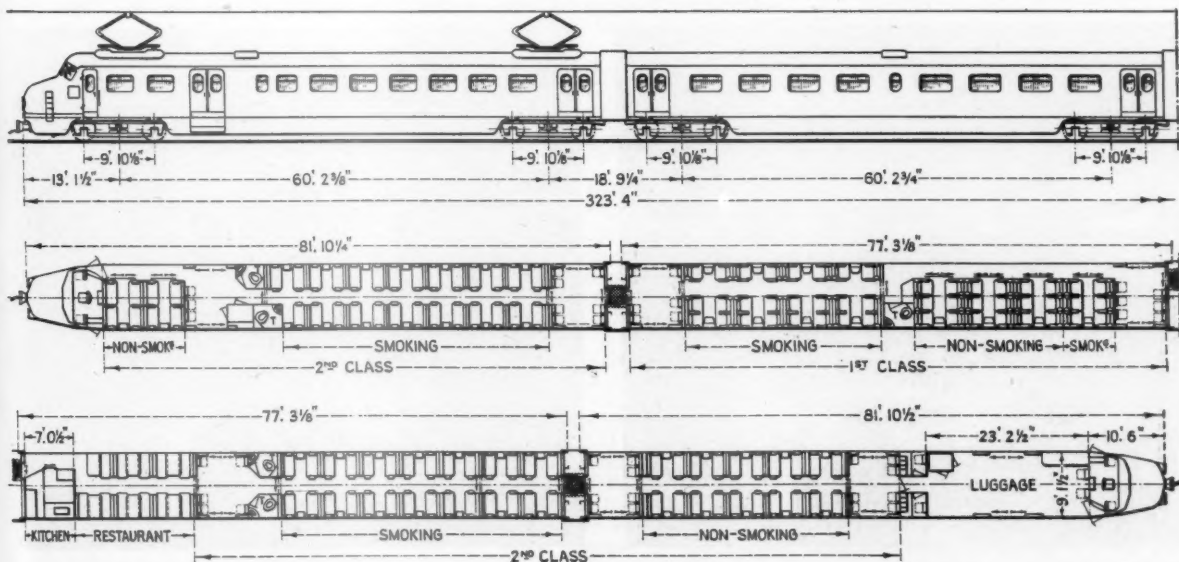 9'. 10⅛" 9'. 10⅛" 9'. 10⅛" 9'. 10⅛"
13'. 1½" 60'. 2⅜" 18'. 9¼" 60'. 2¾"
323'. 4"
81'. 10¼" 77'. 3⅛"
T
NON-SMOKG SMOKING SMOKING NON-SMOKING SMOKG
2ND CLASS 1ST CLASS
77'. 3⅛" 81'. 10½"
7'. 0½" 23'. 2½" 10'. 6"
LUGGAGE 9'. 1½"
KITCHEN RESTAURANT SMOKING NON-SMOKING
2ND CLASS